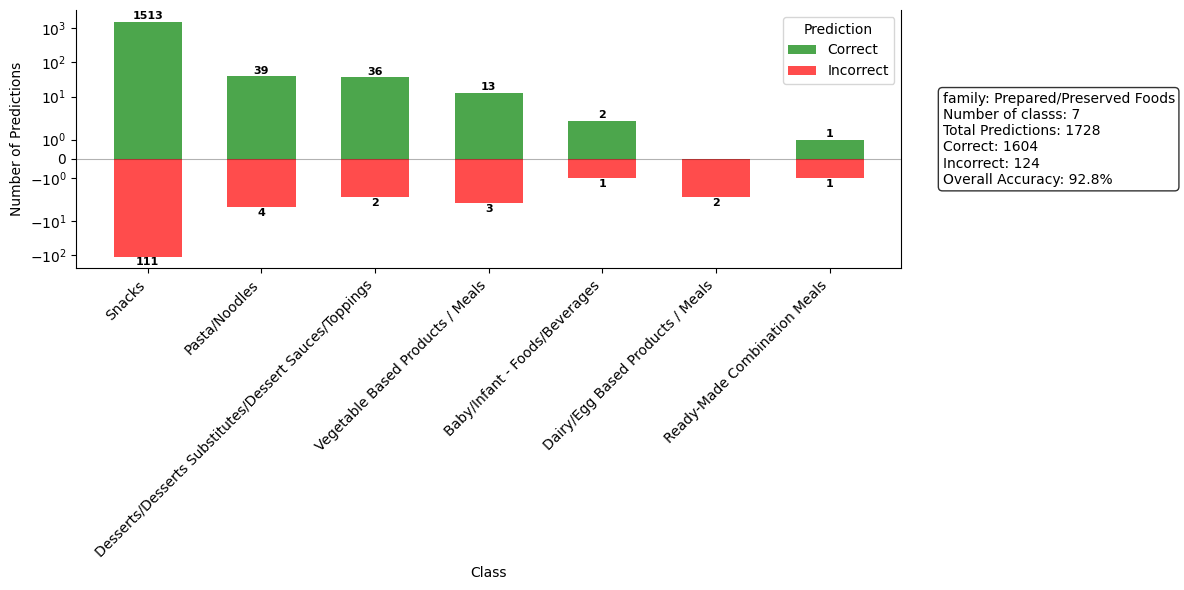 1513
39
36
13
2
1
111
4
2
3
1
2
1
10³
10²
10¹
10⁰
0
−10⁰
−10¹
−10²
Number of Predictions
Prediction
Correct
Incorrect
family: Prepared/Preserved Foods
Number of classs: 7
Total Predictions: 1728
Correct: 1604
Incorrect: 124
Overall Accuracy: 92.8%
Snacks
Pasta/Noodles
Desserts/Desserts Substitutes/Dessert Sauces/Toppings
Vegetable Based Products / Meals
Baby/Infant - Foods/Beverages
Dairy/Egg Based Products / Meals
Ready-Made Combination Meals
Class